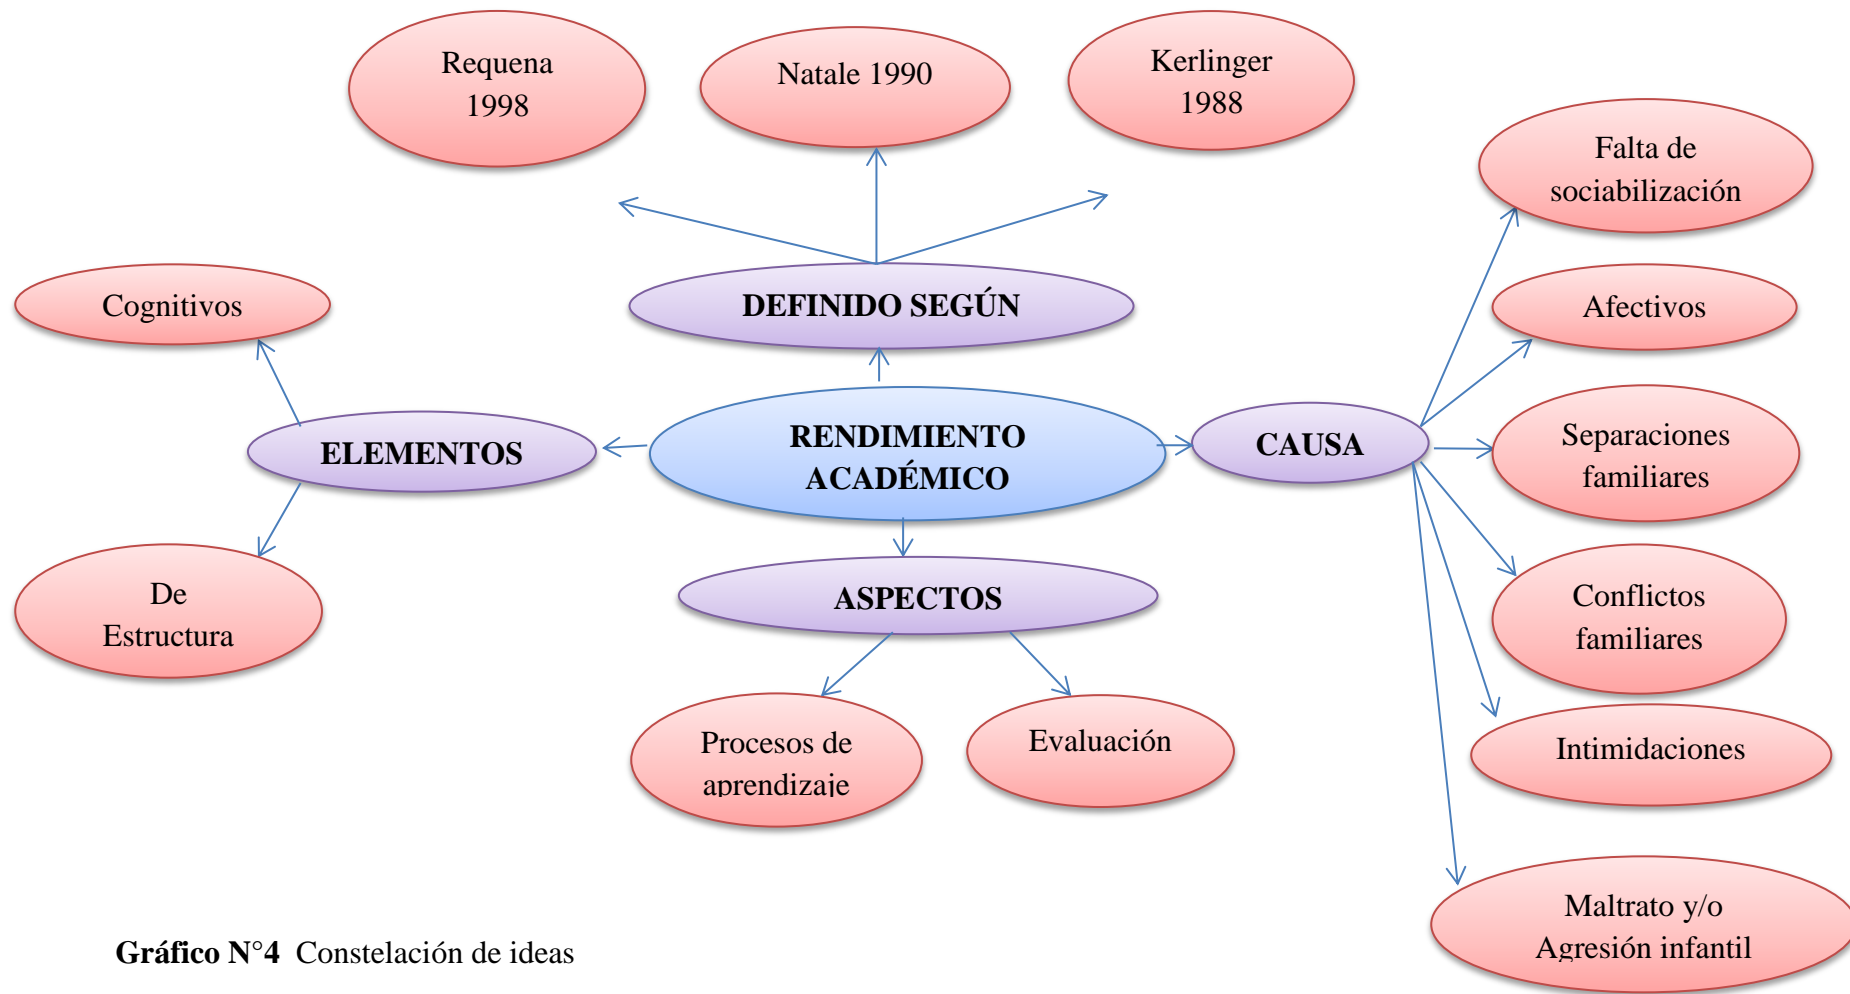 Requena
1998
Natale 1990
Kerlinger
1988
Falta de
sociabilización
Cognitivos
DEFINIDO SEGÚN
Afectivos
ELEMENTOS
RENDIMIENTO
ACADÉMICO
CAUSA
Separaciones
familiares
De
Estructura
ASPECTOS
Conflictos
familiares
Procesos de
aprendizaje
Evaluación
Intimidaciones
Maltrato y/o
Agresión infantil
Gráfico N°4 Constelación de ideas